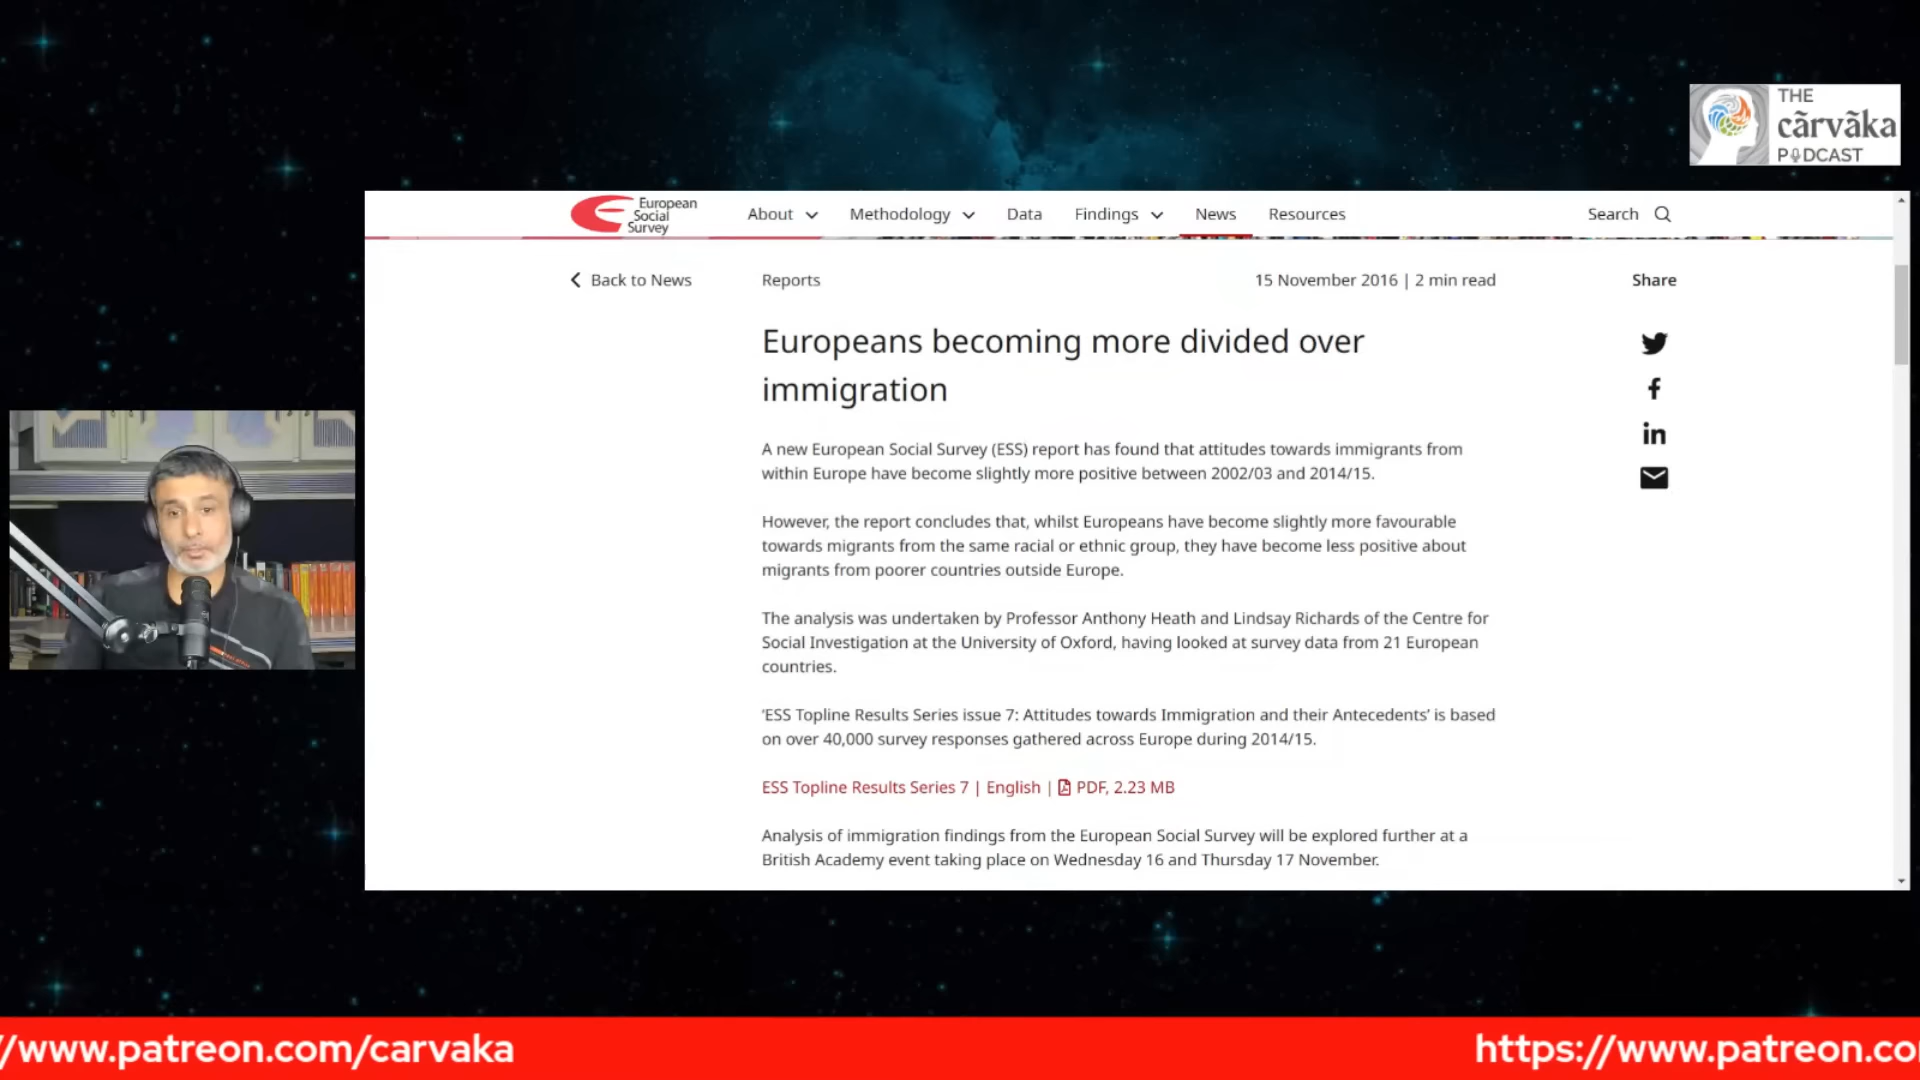 THE
cãrvãka
PODCAST
European
Social
Survey
About
Methodology
Data
Findings
News
Resources
Search
Back to News
Reports
15 November 2016 | 2 min read
Share
Europeans becoming more divided over
immigration
A new European Social Survey (ESS) report has found that attitudes towards immigrants from
within Europe have become slightly more positive between 2002/03 and 2014/15.
However, the report concludes that, whilst Europeans have become slightly more favourable
towards migrants from the same racial or ethnic group, they have become less positive about
migrants from poorer countries outside Europe.
The analysis was undertaken by Professor Anthony Heath and Lindsay Richards of the Centre for
Social Investigation at the University of Oxford, having looked at survey data from 21 European
countries.
‘ESS Topline Results Series issue 7: Attitudes towards Immigration and their Antecedents’ is based
on over 40,000 survey responses gathered across Europe during 2014/15.
ESS Topline Results Series 7 | English | PDF, 2.23 MB
Analysis of immigration findings from the European Social Survey will be explored further at a
British Academy event taking place on Wednesday 16 and Thursday 17 November.
//www.patreon.com/carvaka
https://www.patreon.co